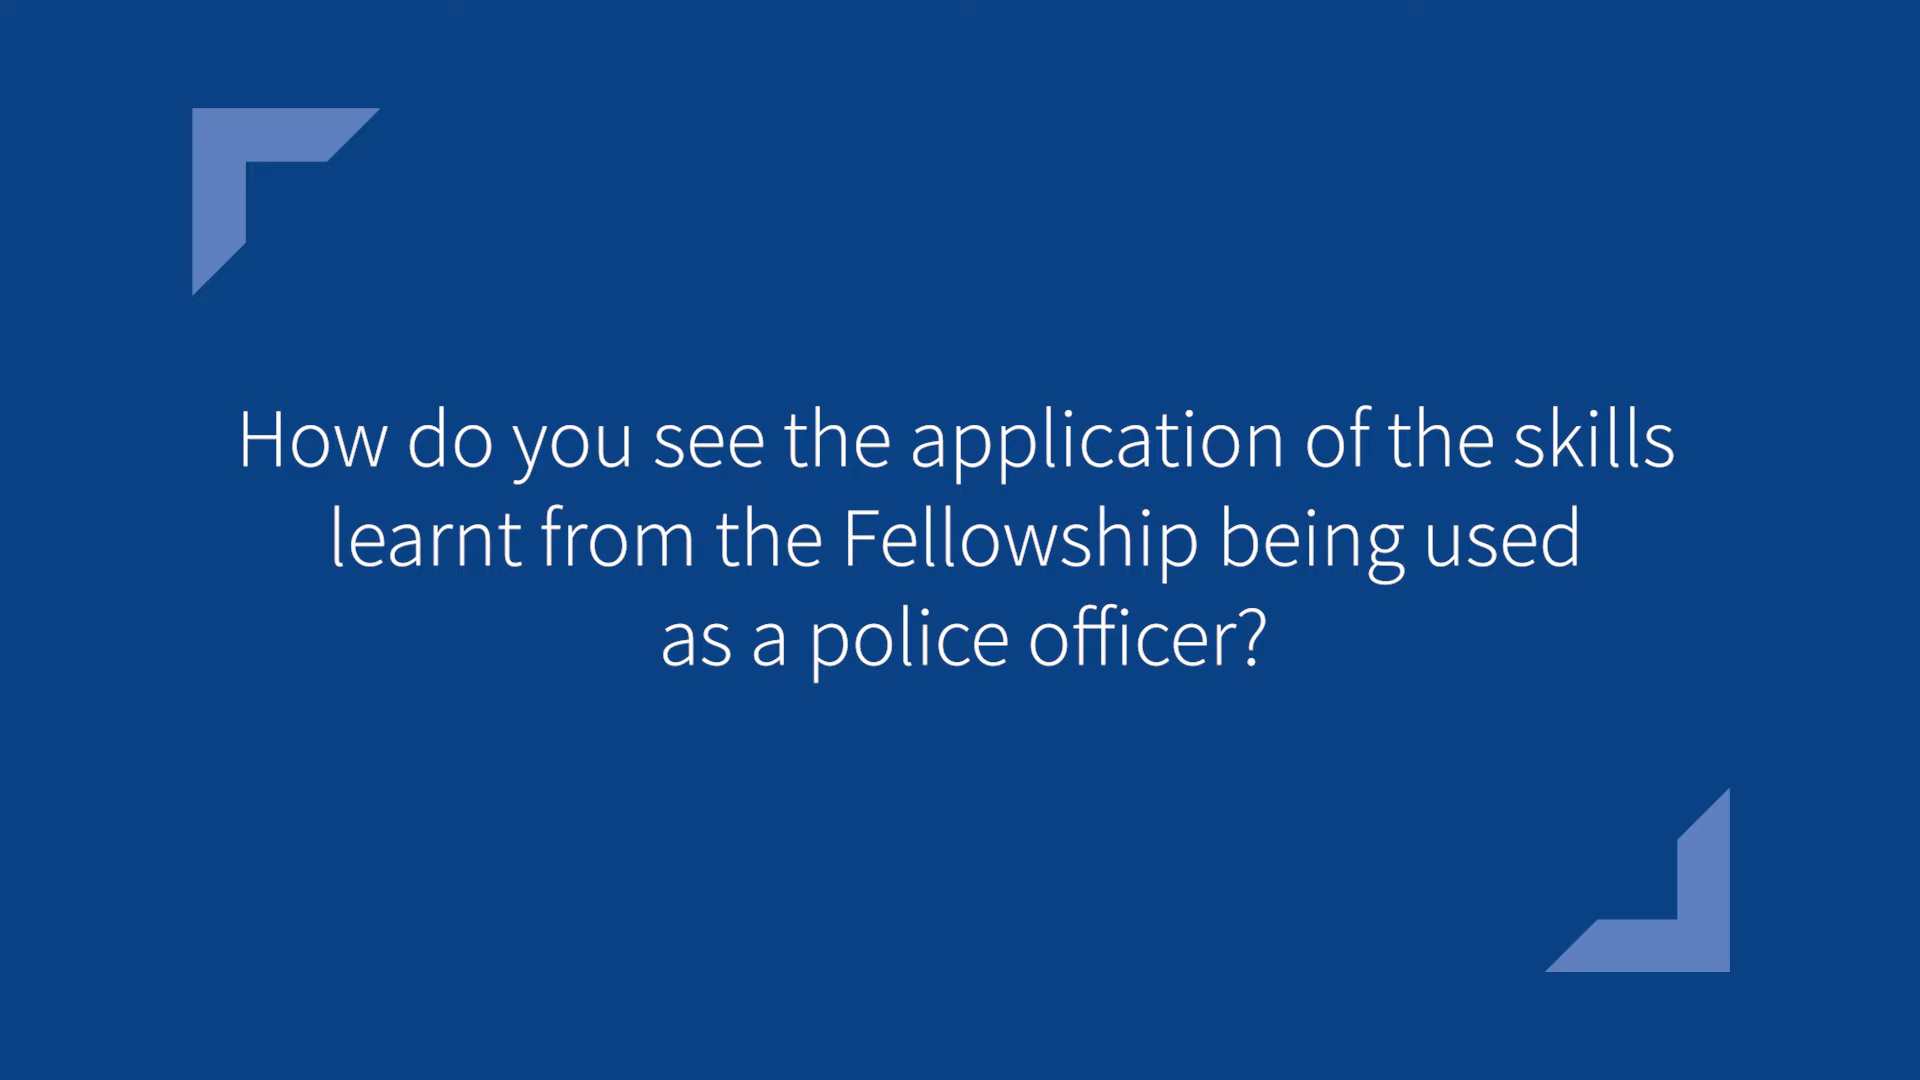 How do you see the application of the skills
learnt from the Fellowship being used
as a police officer?